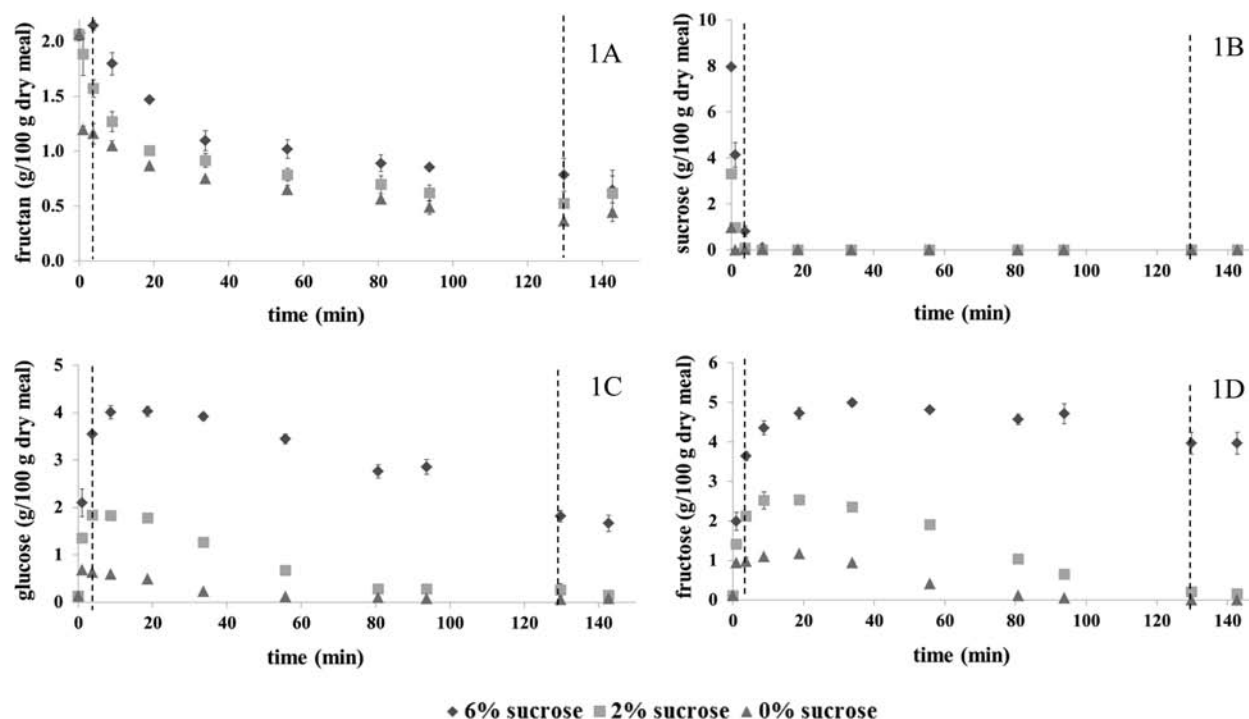 1A
fructan (g/100 g dry meal)
2.0
1.5
1.0
0.5
0.0
0 20 40 60 80 100 120 140
time (min)
1B
sucrose (g/100 g dry meal)
10
8
6
4
2
0
0 20 40 60 80 100 120 140
time (min)
1C
glucose (g/100 g dry meal)
5
4
3
2
1
0
0 20 40 60 80 100 120 140
time (min)
1D
fructose (g/100 g dry meal)
6
5
4
3
2
1
0
0 20 40 60 80 100 120 140
time (min)
6% sucrose 2% sucrose 0% sucrose